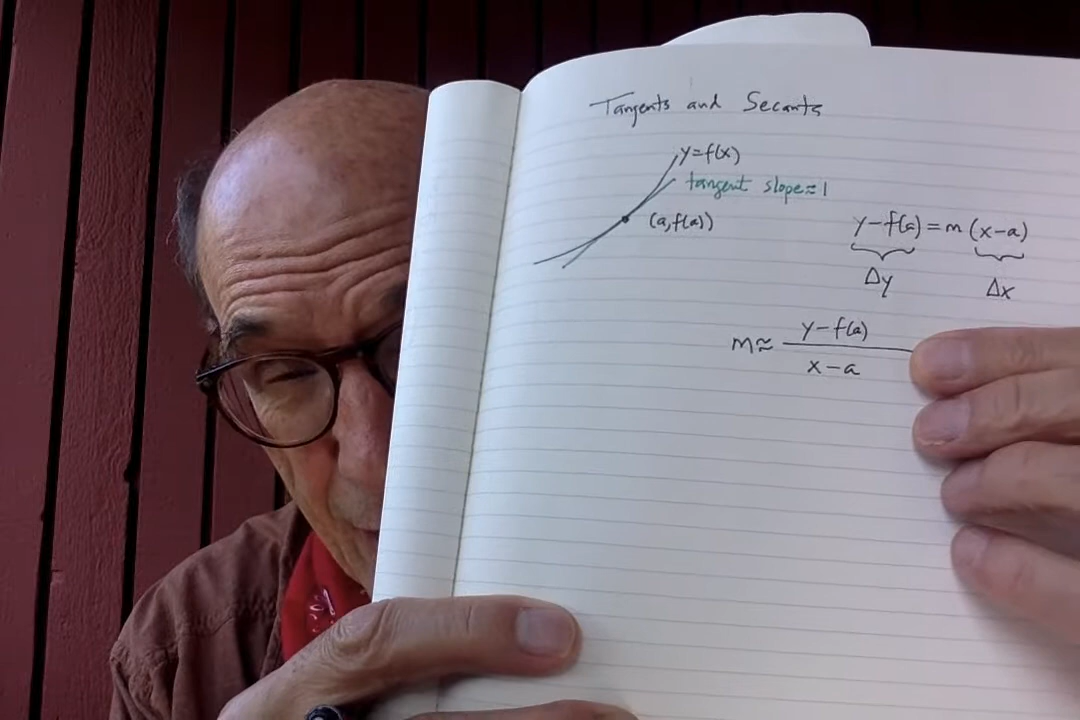 Tangents and Secants
y=f(x)
tangent slope≈1
(a,f(a))
y-f(a)=m(x-a)
Δy Δx
m≈ y-f(a)
x-a